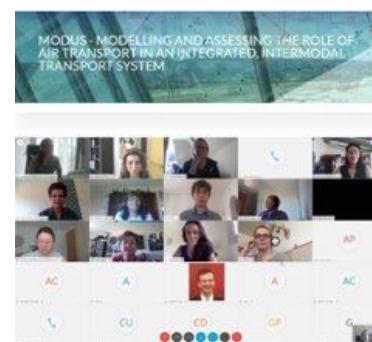 MODUS - MODELLING AND ASSESSING THE ROLE OF
AIR TRANSPORT IN AN INTEGRATED, INTERMODAL
TRANSPORT SYSTEM
AP
AC
A
A
AC
CU
CD
GP
G